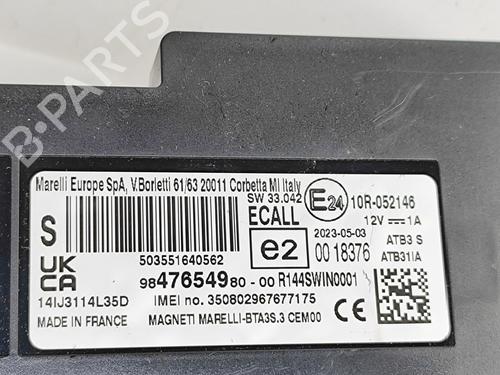 B-PARTS
Marelli Europe SpA, V.Borletti 61/63 20011 Corbetta MI Italy
SW 33.042
ECALL
E24
10R-052146
12V 1A
S
503551640562
e2
2023-05-03
00 18376
ATB3 S
ATB31IA
UK
CA
9847654980-00 R144SWIN0001
14IJ3114L35D
IMEI no. 350802967677175
MADE IN FRANCE
MAGNETI MARELLI-BTA3S.3 CEM00